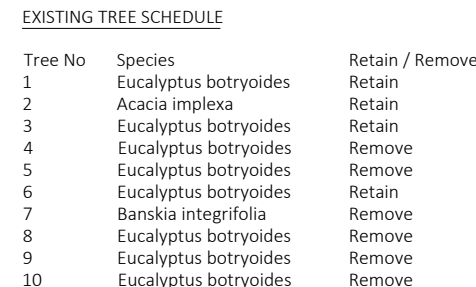 EXISTING TREE SCHEDULE
Tree No Species Retain / Remove
1 Eucalyptus botryoides Retain
2 Acacia implexa Retain
3 Eucalyptus botryoides Retain
4 Eucalyptus botryoides Remove
5 Eucalyptus botryoides Remove
6 Eucalyptus botryoides Retain
7 Banskia integrifolia Remove
8 Eucalyptus botryoides Remove
9 Eucalyptus botryoides Remove
10 Eucalyptus botryoides Remove